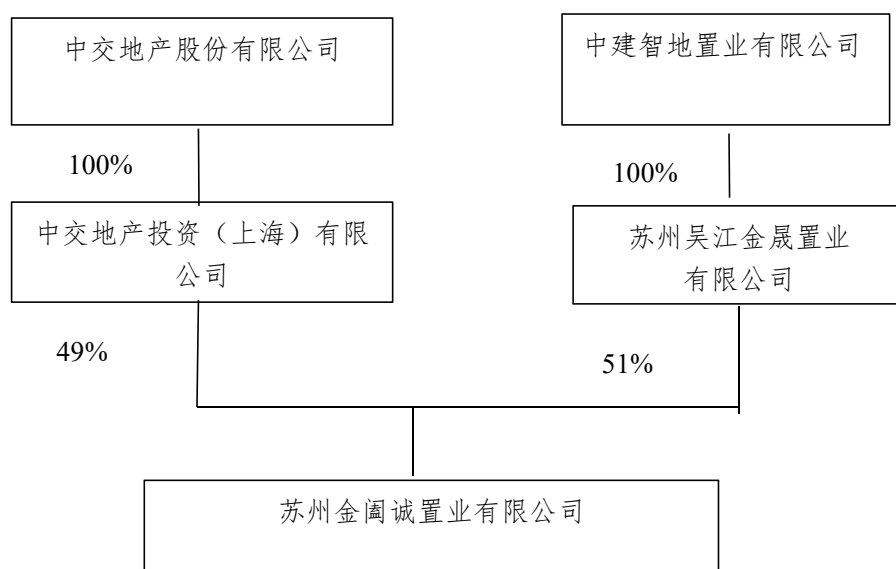 中交地产股份有限公司
中建智地置业有限公司
100%
100%
中交地产投资（上海）有限
公司
苏州吴江金晟置业
有限公司
49%
51%
苏州金阖诚置业有限公司